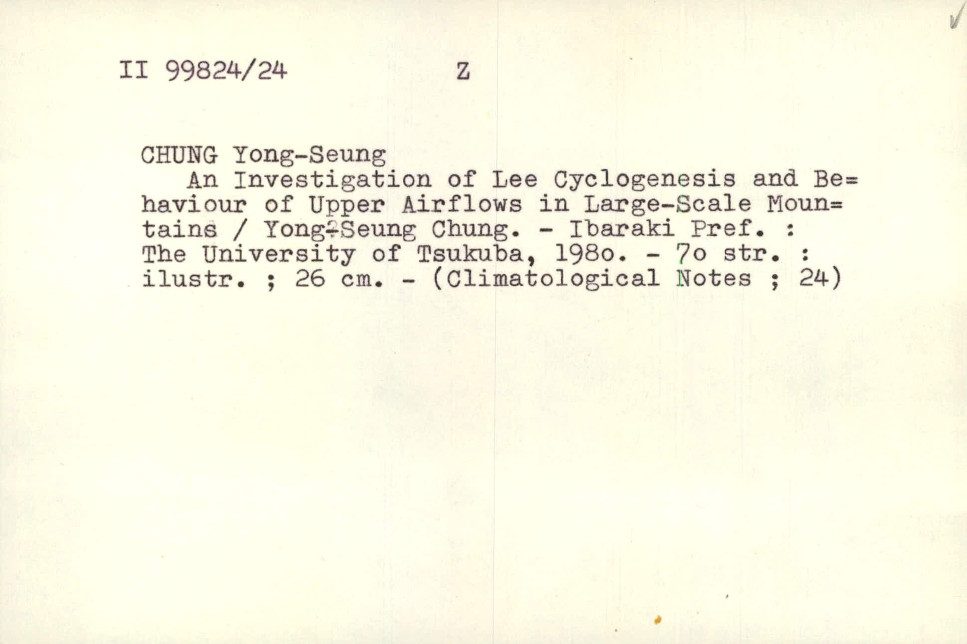 II 99824/24 Z
CHUNG Yong-Seung
An Investigation of Lee Cyclogenesis and Be=
haviour of Upper Airflows in Large-Scale Moun=
tains / Yong-Seung Chung. - Ibaraki Pref. :
The University of Tsukuba, 198o. - 7o str. :
ilustr. ; 26 cm. - (Climatological Notes ; 24)